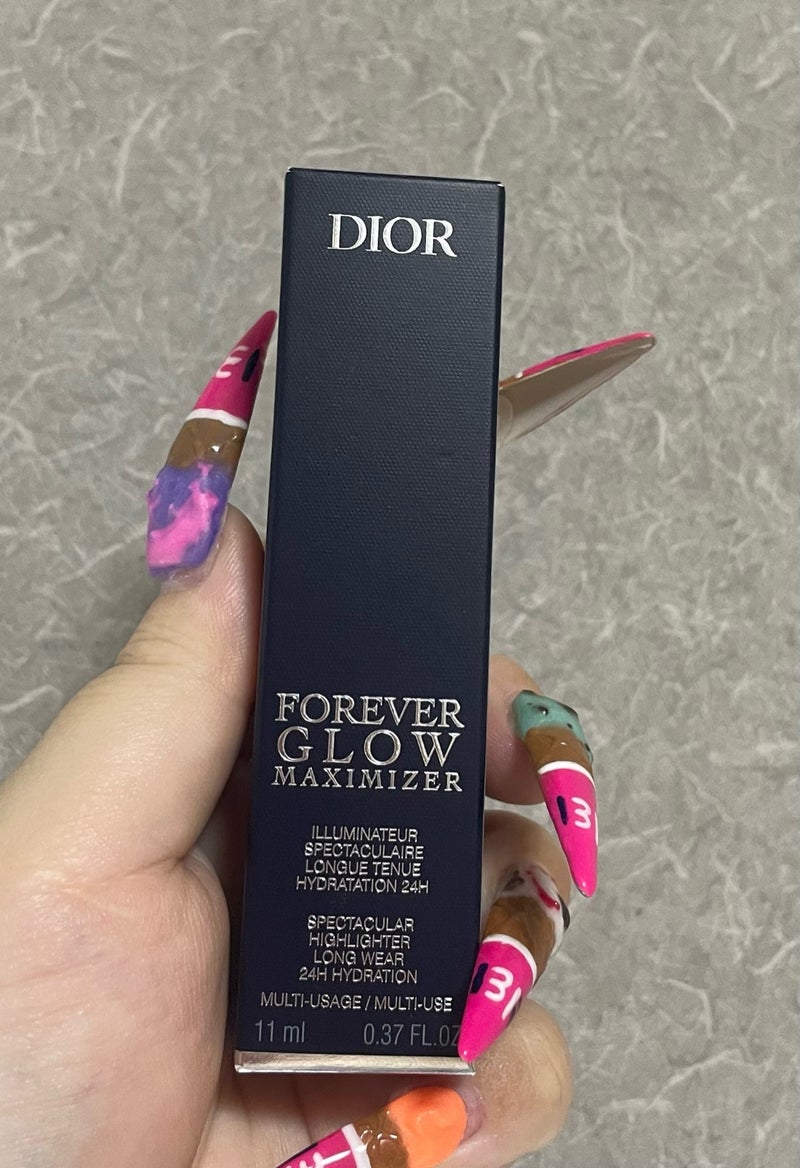 DIOR
FOREVER
GLOW
MAXIMIZER
ILLUMINATEUR
SPECTACULAIRE
LONGUE TENUE
HYDRATATION 24H
SPECTACULAR
HIGHLIGHTER
LONG WEAR
24H HYDRATION
MULTI-USAGE / MULTI-USE
11 ml 0.37 FL.OZ